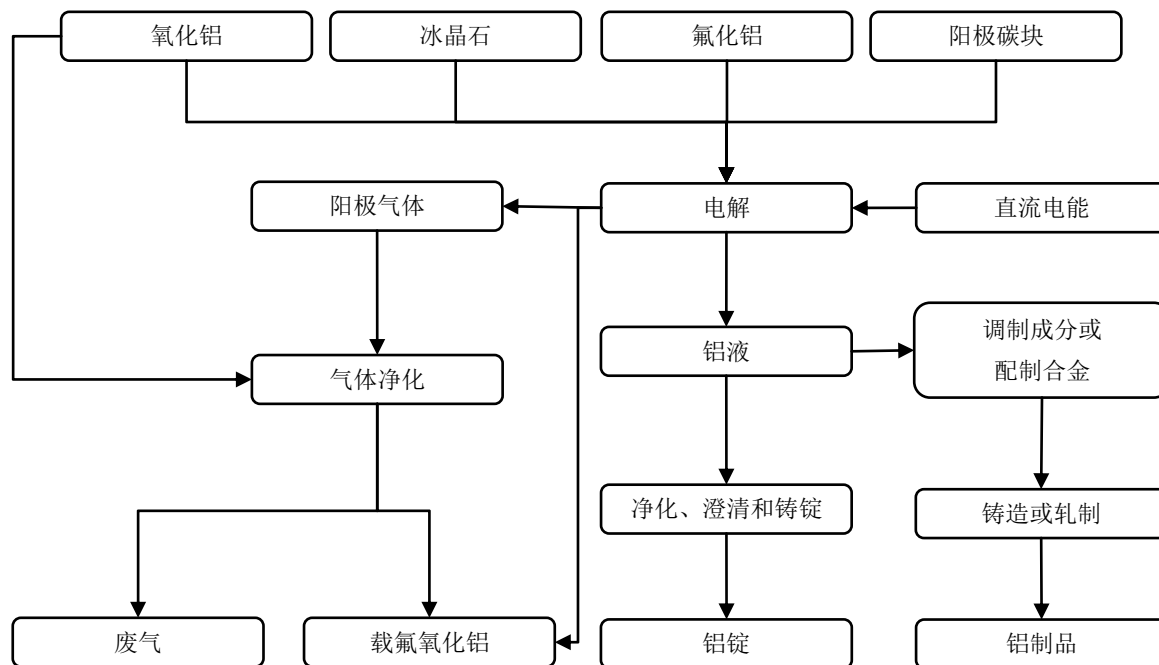 氧化铝
冰晶石
氟化铝
阳极碳块
阳极气体
电解
直流电能
铝液
调制成分或
配制合金
气体净化
净化、澄清和铸锭
铸造或轧制
废气
载氟氧化铝
铝锭
铝制品